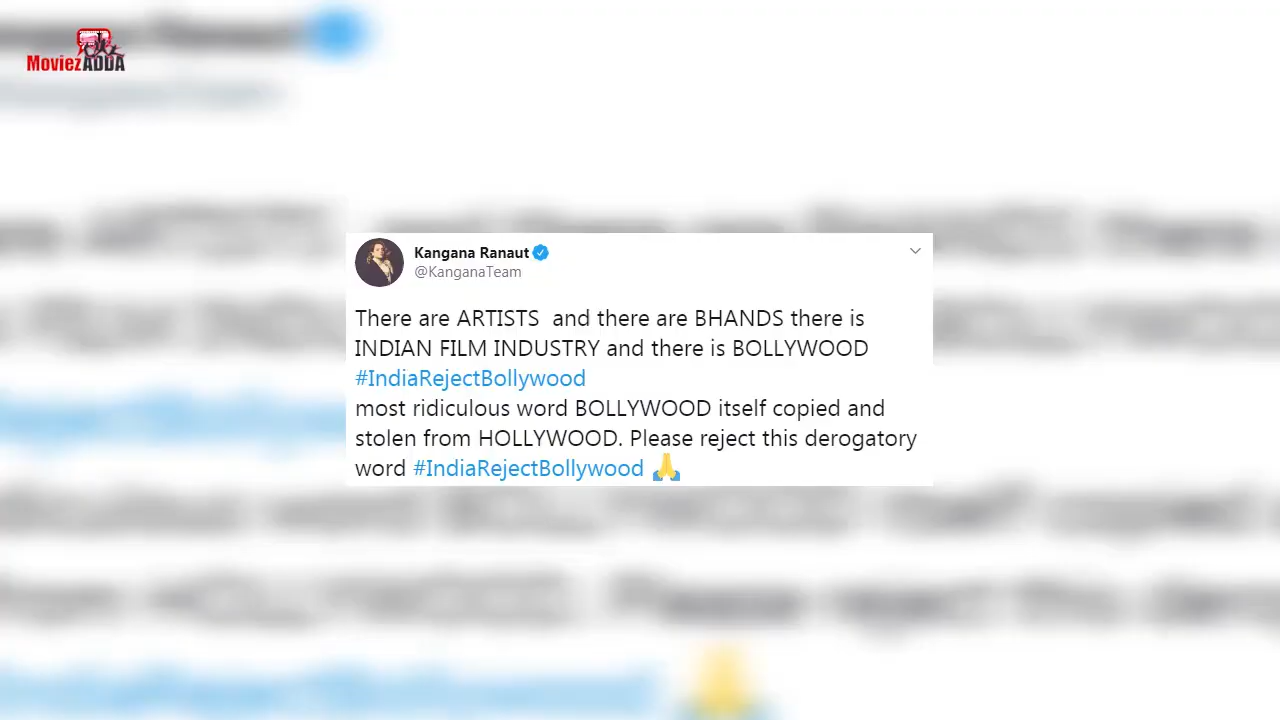 MoviezADDA
Kangana Ranaut
@KanganaTeam
There are ARTISTS and there are BHANDS there is
INDIAN FILM INDUSTRY and there is BOLLYWOOD
#IndiaRejectBollywood
most ridiculous word BOLLYWOOD itself copied and
stolen from HOLLYWOOD. Please reject this derogatory
word #IndiaRejectBollywood 🙏